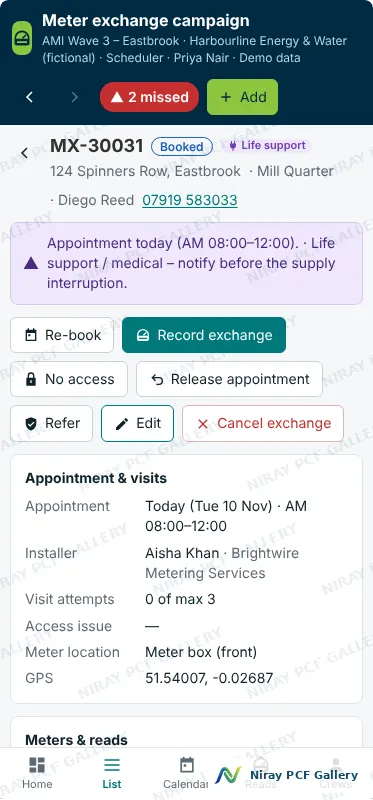 Meter exchange campaign
AMI Wave 3 – Eastbrook · Harbourline Energy & Water
(fictional) · Scheduler · Priya Nair · Demo data
2 missed
+ Add
MX-30031 Booked Life support
124 Spinners Row, Eastbrook · Mill Quarter
· Diego Reed 07919 583033
Appointment today (AM 08:00–12:00). · Life
support / medical – notify before the supply
interruption.
Re-book Record exchange
No access Release appointment
Refer Edit Cancel exchange
Appointment & visits
Appointment Today (Tue 10 Nov) · AM
08:00–12:00
Installer Aisha Khan · Brightwire
Metering Services
Visit attempts 0 of max 3
Access issue —
Meter location Meter box (front)
GPS 51.54007, -0.02687
Meters & reads
Home List Calendar Reads Crews
Niray PCF Gallery
NIRAY PCF GALLERY